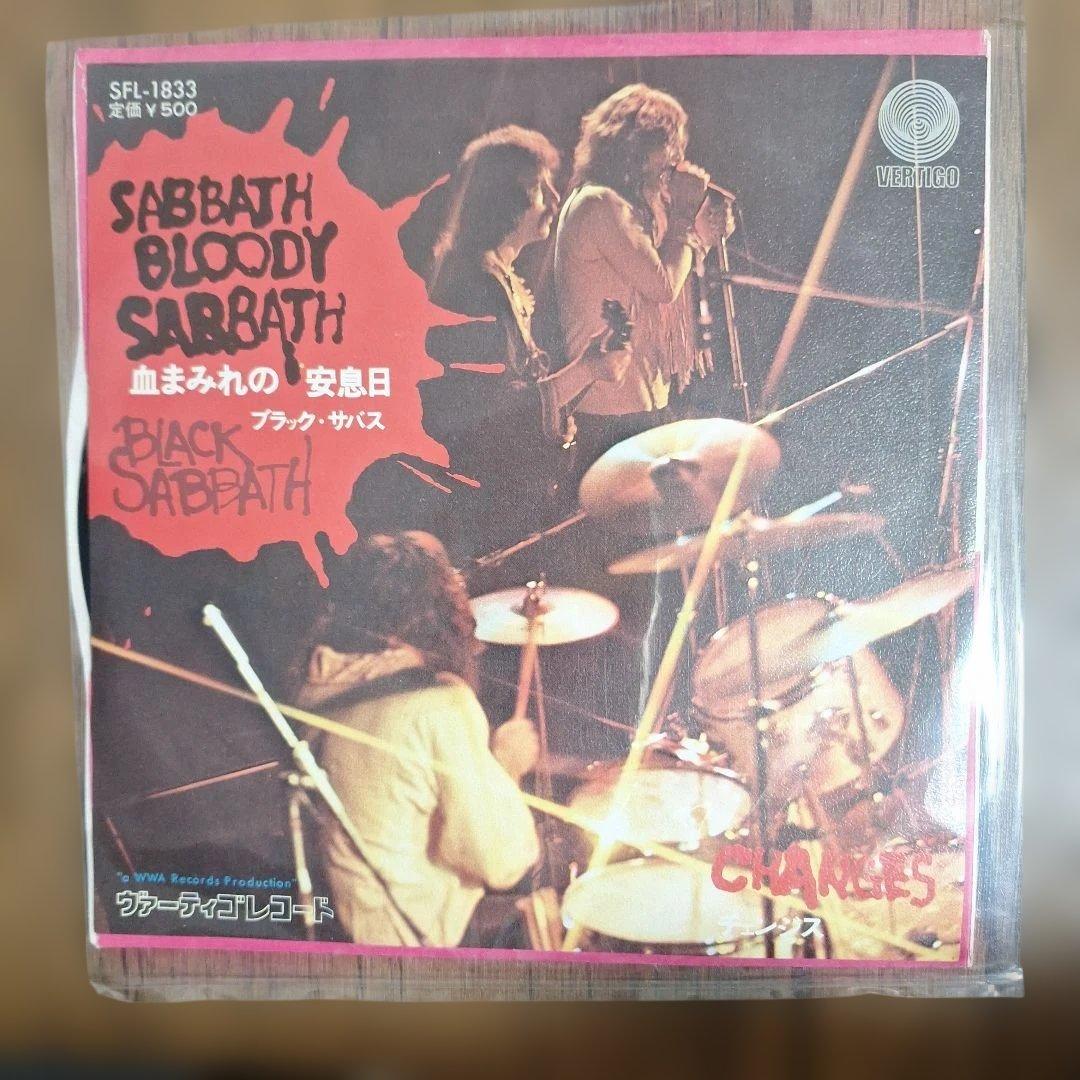 SFL-1833
定価￥500
VERTIGO
SABBATH
BLOODY
SABBATH
血まみれの 安息日
ブラック・サバス
BLACK
SABBATH
CHANGES
チェンジス
"a WWA Records Production"
ヴァーティゴレコード